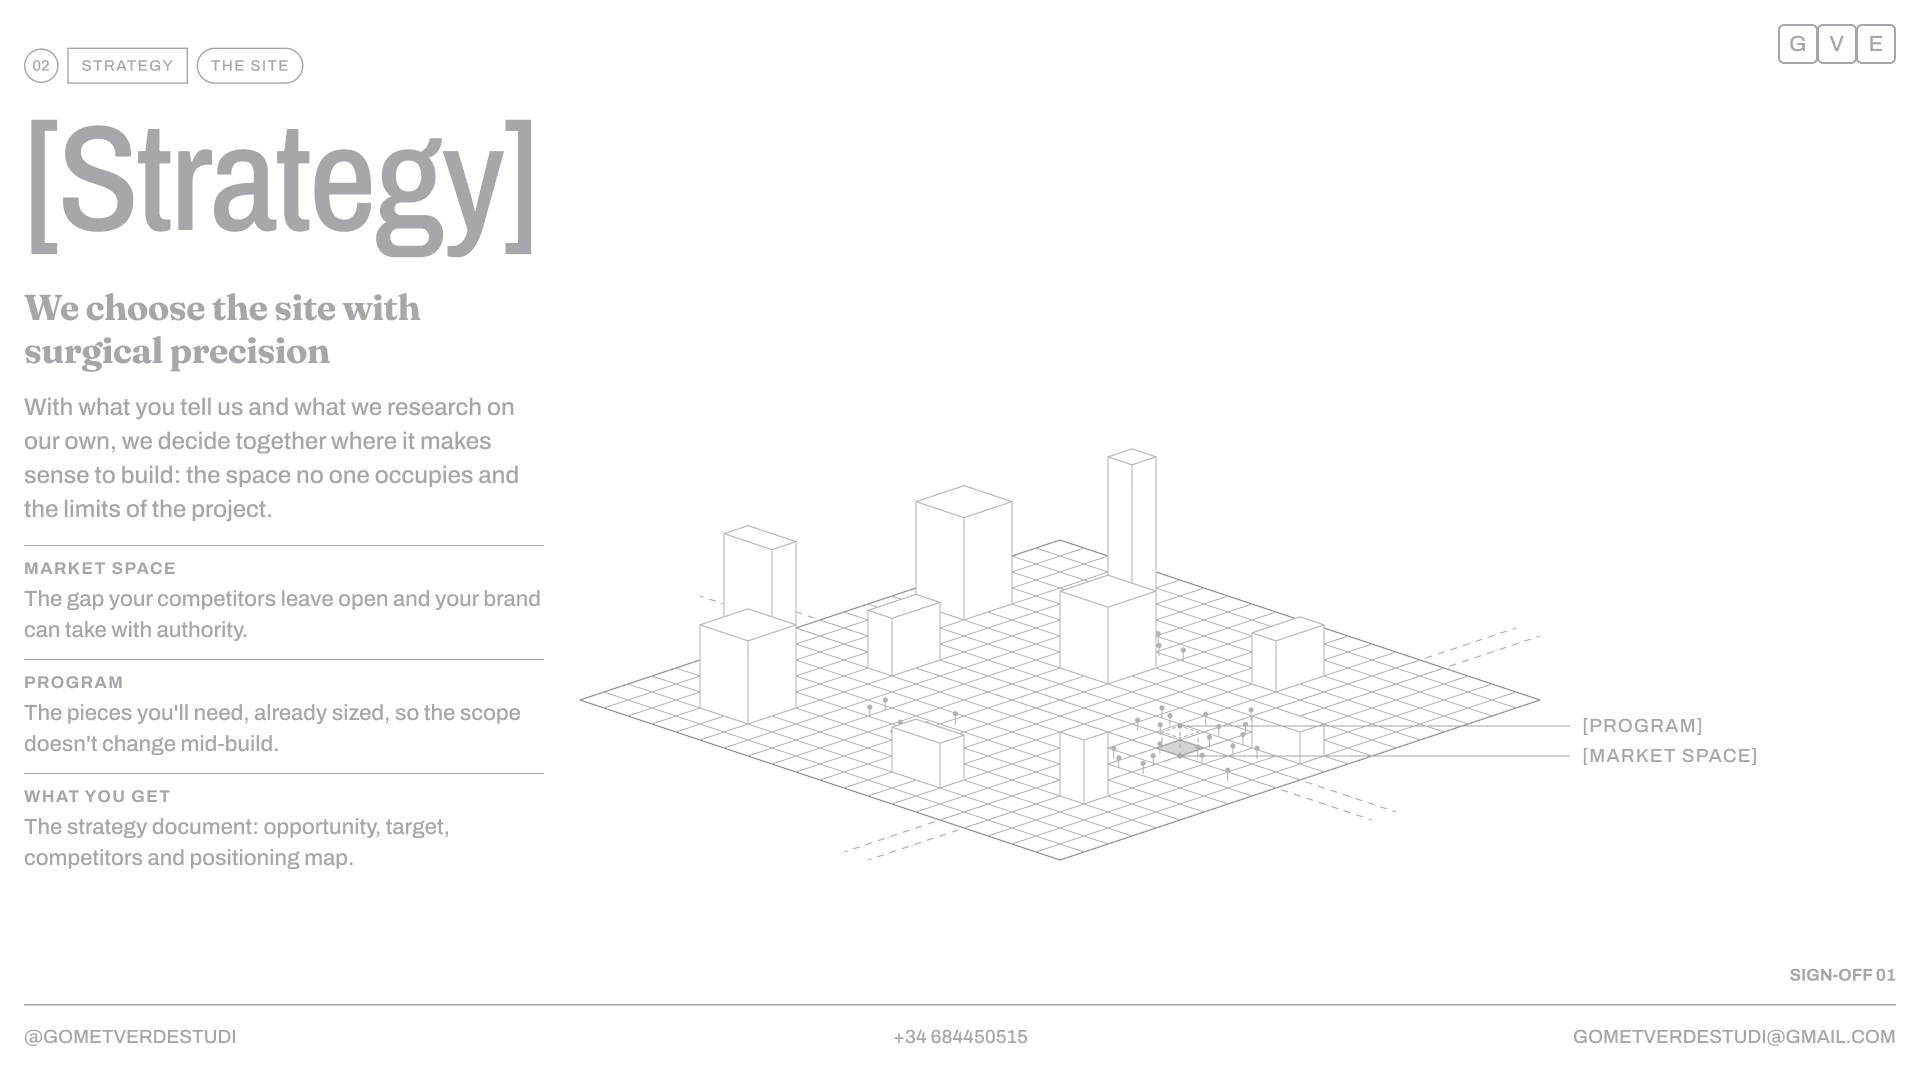 02 STRATEGY THE SITE
G V E
[Strategy]
We choose the site with
surgical precision
With what you tell us and what we research on
our own, we decide together where it makes
sense to build: the space no one occupies and
the limits of the project.
MARKET SPACE
The gap your competitors leave open and your brand
can take with authority.
PROGRAM
The pieces you'll need, already sized, so the scope
doesn't change mid-build.
WHAT YOU GET
The strategy document: opportunity, target,
competitors and positioning map.
[PROGRAM]
[MARKET SPACE]
SIGN-OFF 01
@GOMETVERDESTUDI
+34 684450515
GOMETVERDESTUDI@GMAIL.COM